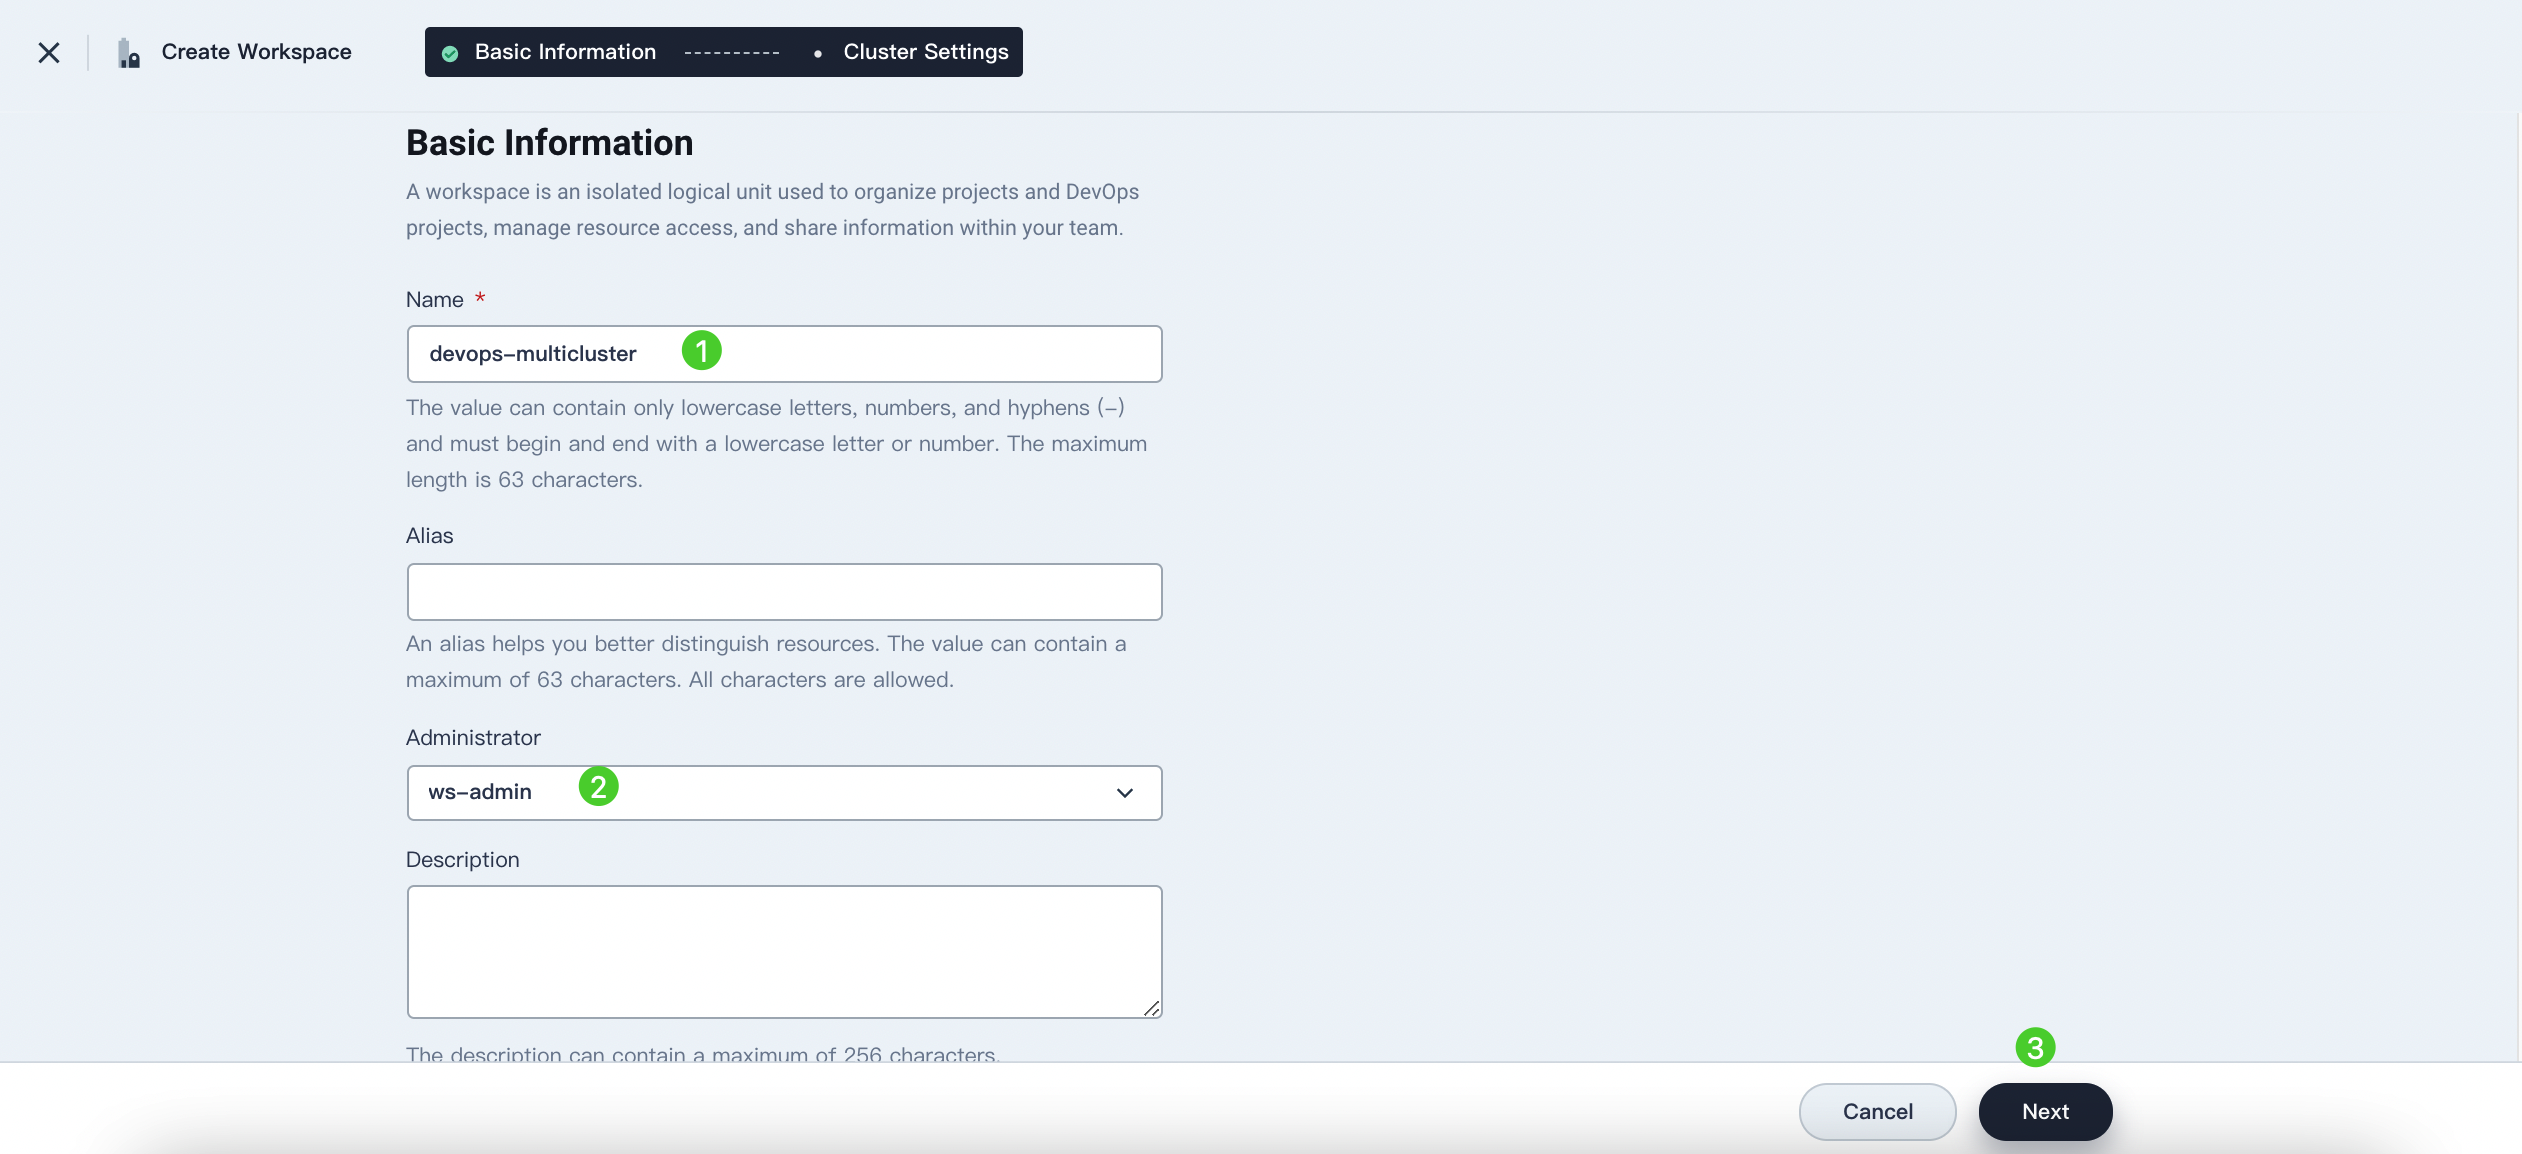 Create Workspace
Basic Information ---------- Cluster Settings
Basic Information
A workspace is an isolated logical unit used to organize projects and DevOps
projects, manage resource access, and share information within your team.
Name *
devops-multicluster 1
The value can contain only lowercase letters, numbers, and hyphens (-)
and must begin and end with a lowercase letter or number. The maximum
length is 63 characters.
Alias
An alias helps you better distinguish resources. The value can contain a
maximum of 63 characters. All characters are allowed.
Administrator
ws-admin 2
Description
The description can contain a maximum of 256 characters.
3
Cancel Next